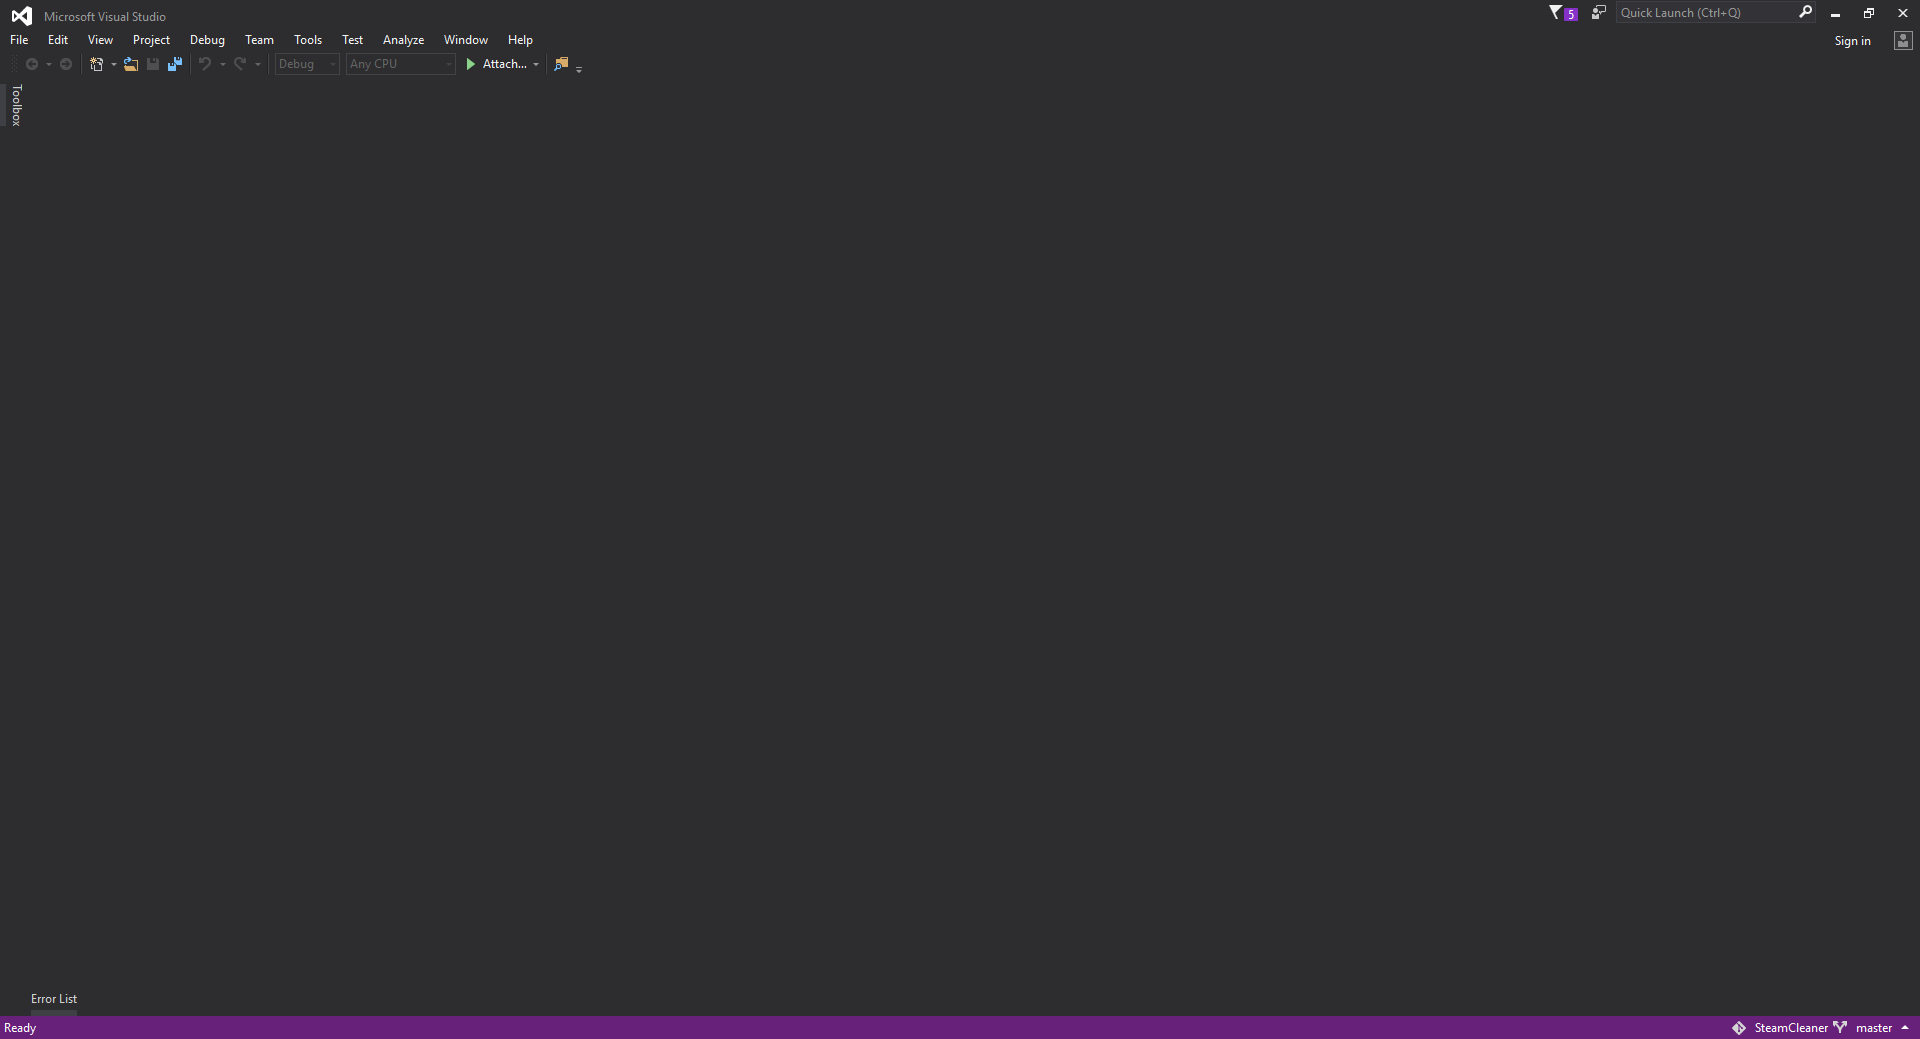 Microsoft Visual Studio
5
Quick Launch (Ctrl+Q)
File Edit View Project Debug Team Tools Test Analyze Window Help
Sign in
Debug Any CPU Attach...
Toolbox
Error List
Ready
SteamCleaner master